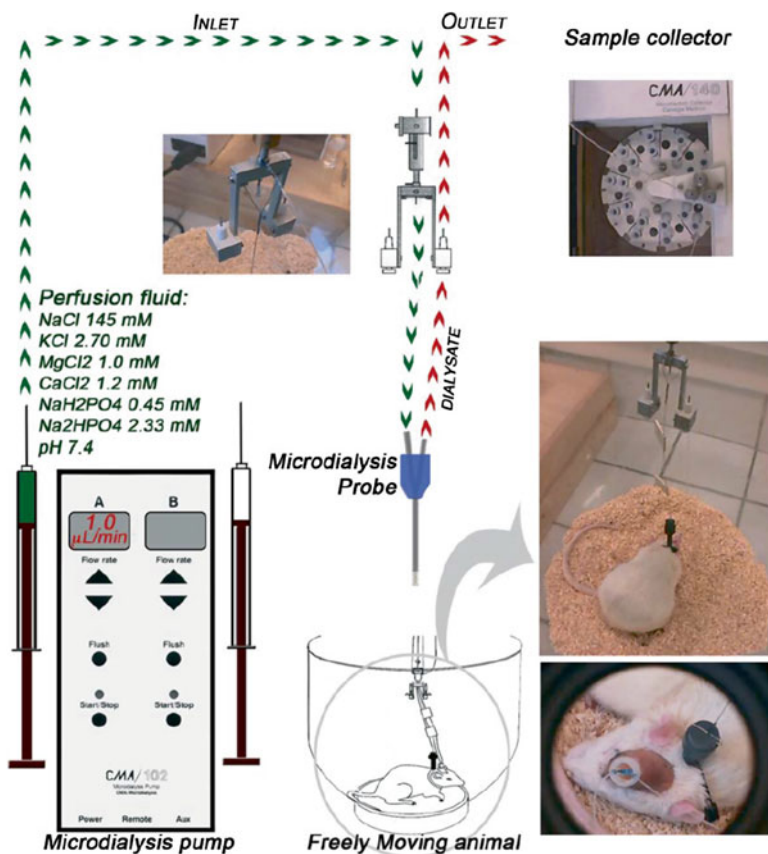 INLET
OUTLET
Sample collector
CMA/140
Perfusion fluid:
NaCl 145 mM
KCl 2.70 mM
MgCl2 1.0 mM
CaCl2 1.2 mM
NaH2PO4 0.45 mM
Na2HPO4 2.33 mM
pH 7.4
DIALYSATE
Microdialysis
Probe
A B
1.0
µL/min
Flow rate Flow rate
Flush Flush
Start/Stop Start/Stop
CMA/102
Microdialysis Pump
Power Remote Aux
Microdialysis pump
Freely Moving animal